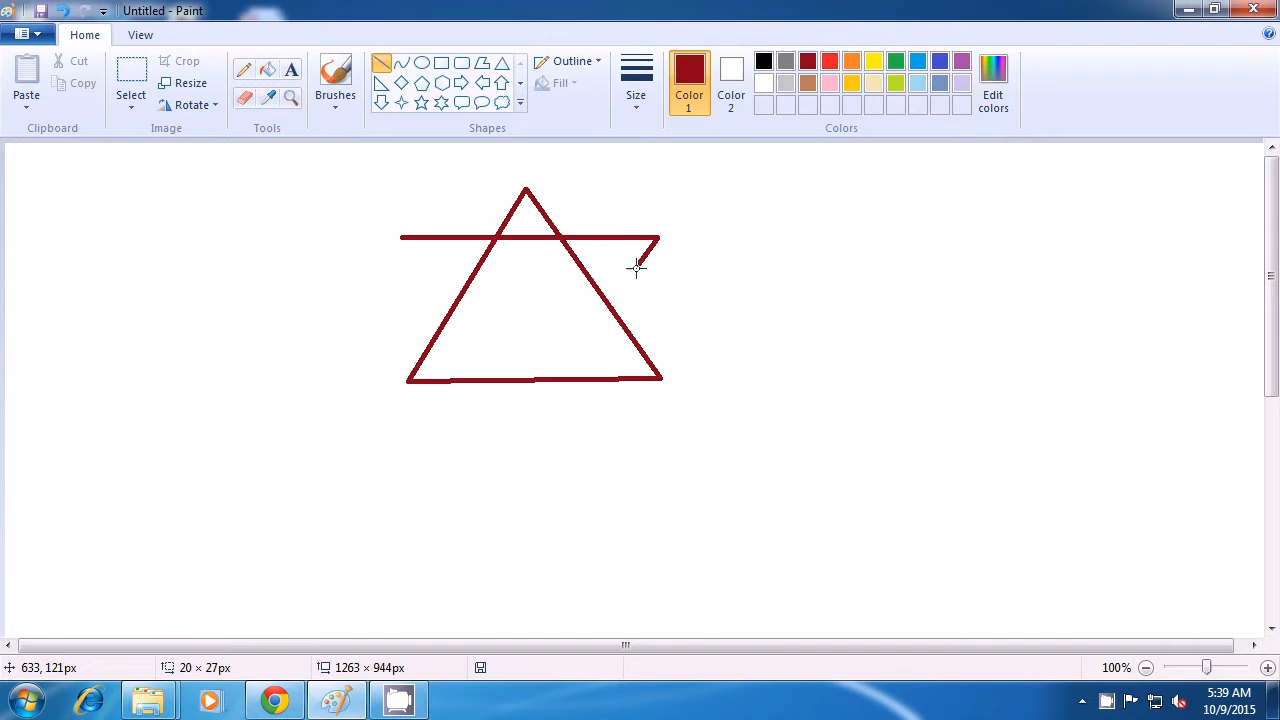 Untitled - Paint
Home View
Paste Cut Copy
Clipboard
Select Crop Resize Rotate
Image
A
Tools
Brushes
Outline Fill
Shapes
Size
Color 1 Color 2
Edit colors
Colors
633, 121px 20 × 27px 1263 × 944px 100%
5:39 AM
10/9/2015